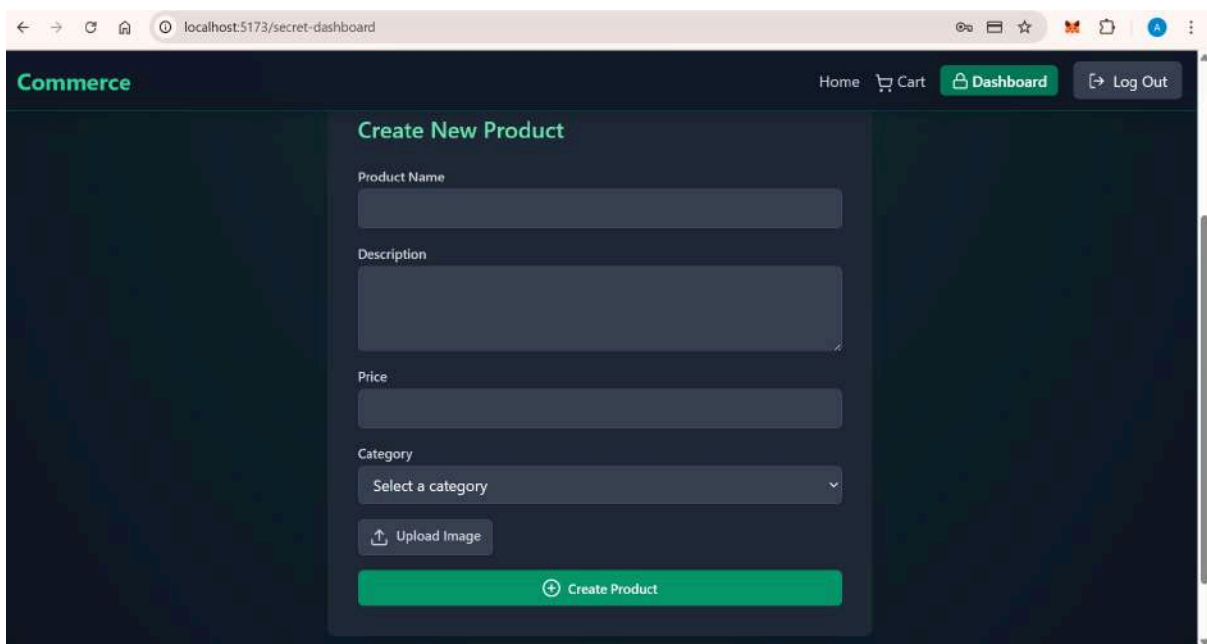 localhost:5173/secret-dashboard
A
Commerce
Home Cart Dashboard Log Out
Create New Product
Product Name
Description
Price
Category
Select a category
Upload Image
Create Product